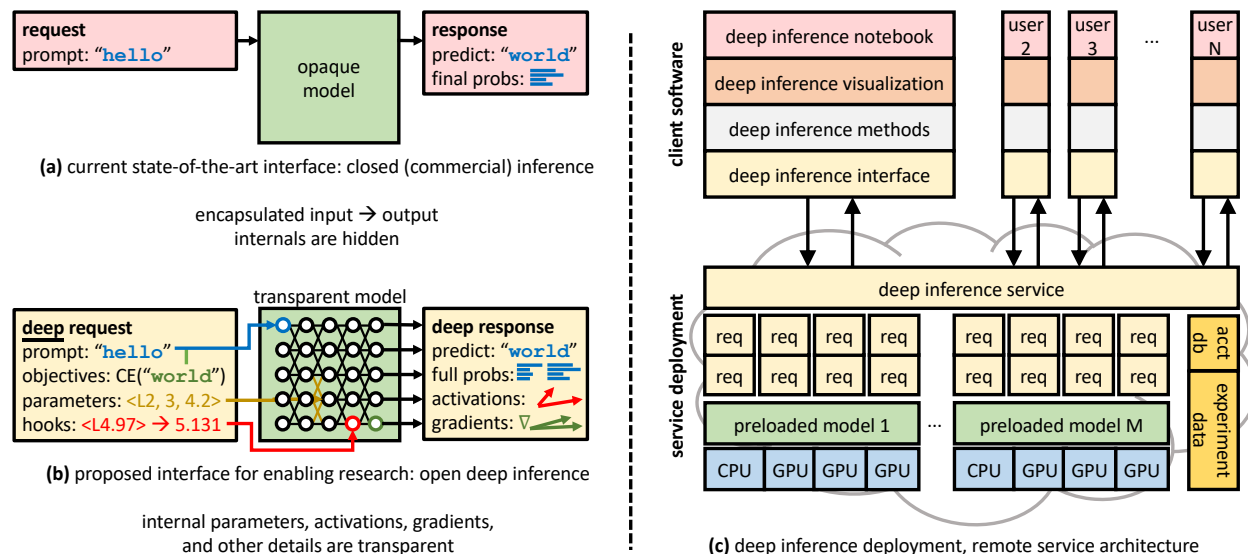 request
prompt: “hello”
opaque
model
response
predict: “world”
final probs:
(a) current state-of-the-art interface: closed (commercial) inference
encapsulated input → output
internals are hidden
transparent model
deep request
prompt: “hello”
objectives: CE(“world”)
parameters: <L2, 3, 4.2>
hooks: <L4.97> → 5.131
deep response
predict: “world”
full probs:
activations:
gradients: ∇
(b) proposed interface for enabling research: open deep inference
internal parameters, activations, gradients,
and other details are transparent
client software
deep inference notebook
deep inference visualization
deep inference methods
deep inference interface
user
2
user
3
...
user
N
service deployment
deep inference service
req req req req
req req req req
req req req req
req req req req
acct
db
experiment
data
preloaded model 1
...
preloaded model M
CPU GPU GPU GPU
CPU GPU GPU GPU
(c) deep inference deployment, remote service architecture